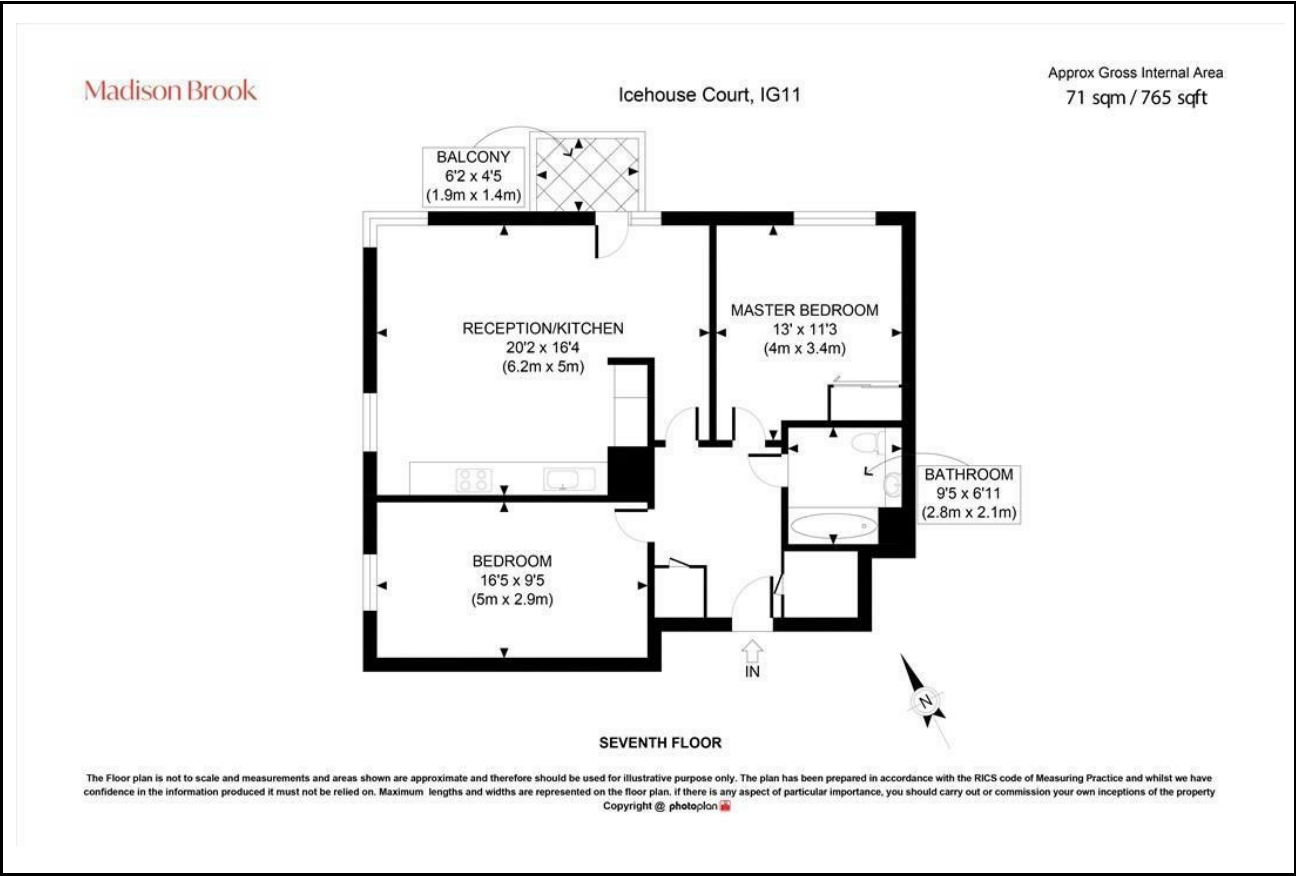 Madison Brook
Icehouse Court, IG11
Approx Gross Internal Area
71 sqm / 765 sqft
BALCONY
6'2 x 4'5
(1.9m x 1.4m)
RECEPTION/KITCHEN
20'2 x 16'4
(6.2m x 5m)
MASTER BEDROOM
13' x 11'3
(4m x 3.4m)
BATHROOM
9'5 x 6'11
(2.8m x 2.1m)
BEDROOM
16'5 x 9'5
(5m x 2.9m)
IN
N
SEVENTH FLOOR
The Floor plan is not to scale and measurements and areas shown are approximate and therefore should be used for illustrative purpose only. The plan has been prepared in accordance with the RICS code of Measuring Practice and whilst we have
confidence in the information produced it must not be relied on. Maximum lengths and widths are represented on the floor plan. if there is any aspect of particular importance, you should carry out or commission your own inceptions of the property
Copyright @ photoplan